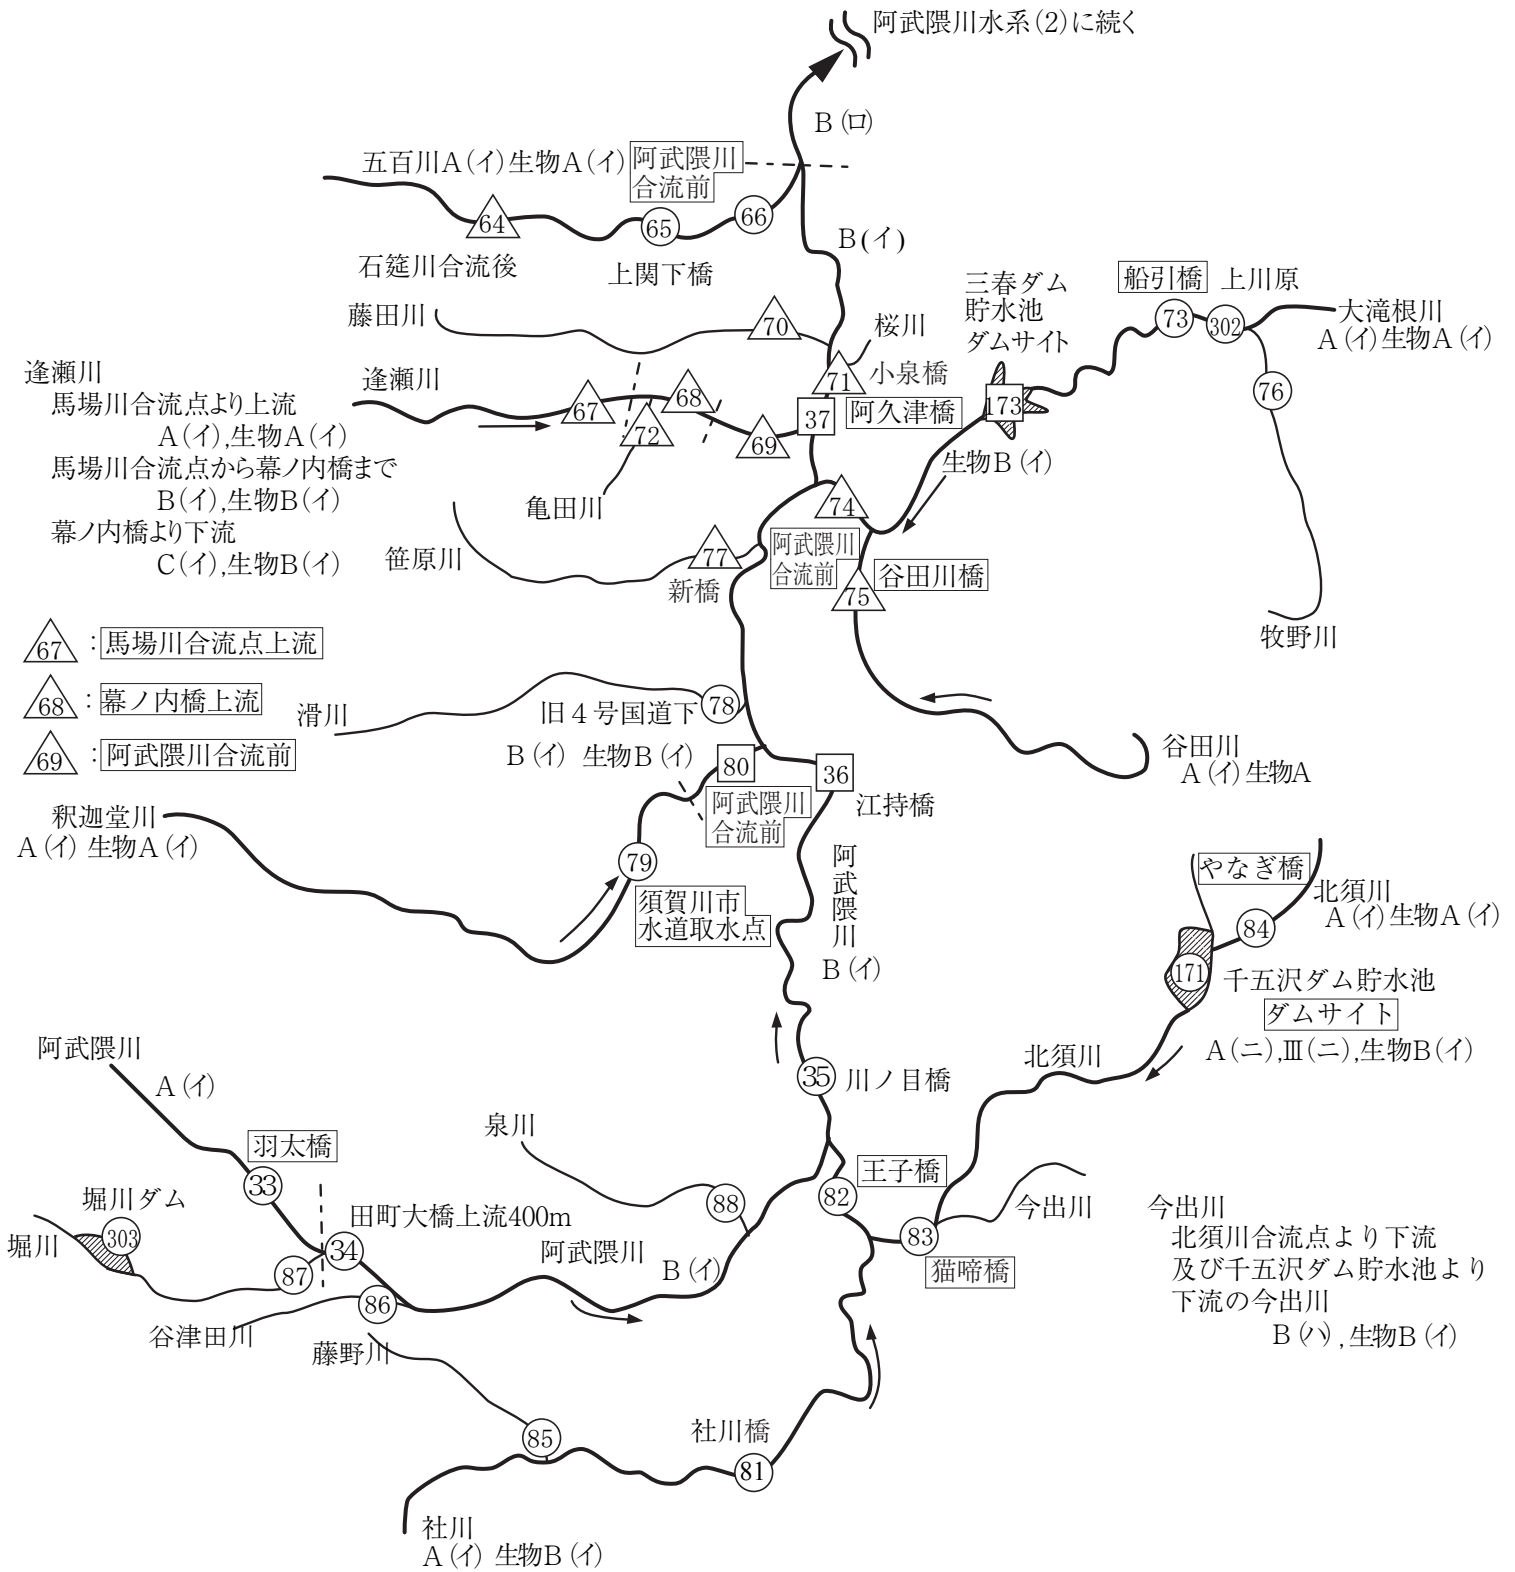 阿武隈川水系(2)に続く
B(ロ)
五百川A(イ)生物A(イ)
阿武隈川
合流前
64
65
66
石筵川合流後
上関下橋
B(イ)
藤田川
70
桜川
71
小泉橋
三春ダム
貯水池
ダムサイト
船引橋
上川原
73
302
大滝根川
A(イ)生物A(イ)
76
牧野川
173
生物B(イ)
逢瀬川
馬場川合流点より上流
A(イ),生物A(イ)
馬場川合流点から幕ノ内橋まで
B(イ),生物B(イ)
幕ノ内橋より下流
C(イ),生物B(イ)
逢瀬川
67
68
72
69
37
阿久津橋
亀田川
74
阿武隈川
合流前
笹原川
77
新橋
75
谷田川橋
67:馬場川合流点上流
68:幕ノ内橋上流
69:阿武隈川合流前
滑川
旧4号国道下
78
B(イ) 生物B(イ)
80
36
江持橋
阿武隈川
合流前
谷田川
A(イ)生物A
釈迦堂川
A(イ)生物A(イ)
79
須賀川市
水道取水点
阿武隈川
B(イ)
やなぎ橋
北須川
A(イ)生物A(イ)
84
171
千五沢ダム貯水池
ダムサイト
A(ニ),Ⅲ(ニ),生物B(イ)
北須川
阿武隈川
A(イ)
35
川ノ目橋
泉川
羽太橋
33
堀川ダム
303
堀川
87
34
田町大橋上流400m
86
谷津田川
阿武隈川
B(イ)
88
82
王子橋
83
猫啼橋
今出川
今出川
北須川合流点より下流
及び千五沢ダム貯水池より
下流の今出川
B(ハ),生物B(イ)
藤野川
85
社川橋
81
社川
A(イ) 生物B(イ)